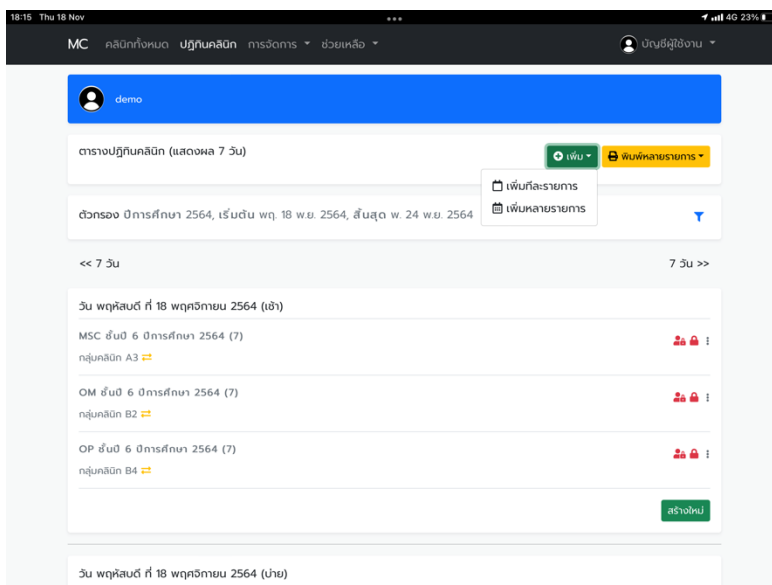 18:15 Thu 18 Nov
4G 23%
MC คลินิกทั้งหมด ปฏิทินคลินิก การจัดการ ช่วยเหลือ บัญชีผู้ใช้งาน
demo
ตารางปฏิทินคลินิก (แสดงผล 7 วัน)
เพิ่ม พิมพ์หลายรายการ
เพิ่มทีละรายการ
เพิ่มหลายรายการ
ตัวกรอง ปีการศึกษา 2564, เริ่มต้น พฤ. 18 พ.ย. 2564, สิ้นสุด พ. 24 พ.ย. 2564
<< 7 วัน 7 วัน >>
วัน พฤหัสบดี ที่ 18 พฤศจิกายน 2564 (เช้า)
MSC ชั้นปี 6 ปีการศึกษา 2564 (7)
กลุ่มคลินิก A3
OM ชั้นปี 6 ปีการศึกษา 2564 (7)
กลุ่มคลินิก B2
OP ชั้นปี 6 ปีการศึกษา 2564 (7)
กลุ่มคลินิก B4
สร้างใหม่
วัน พฤหัสบดี ที่ 18 พฤศจิกายน 2564 (บ่าย)